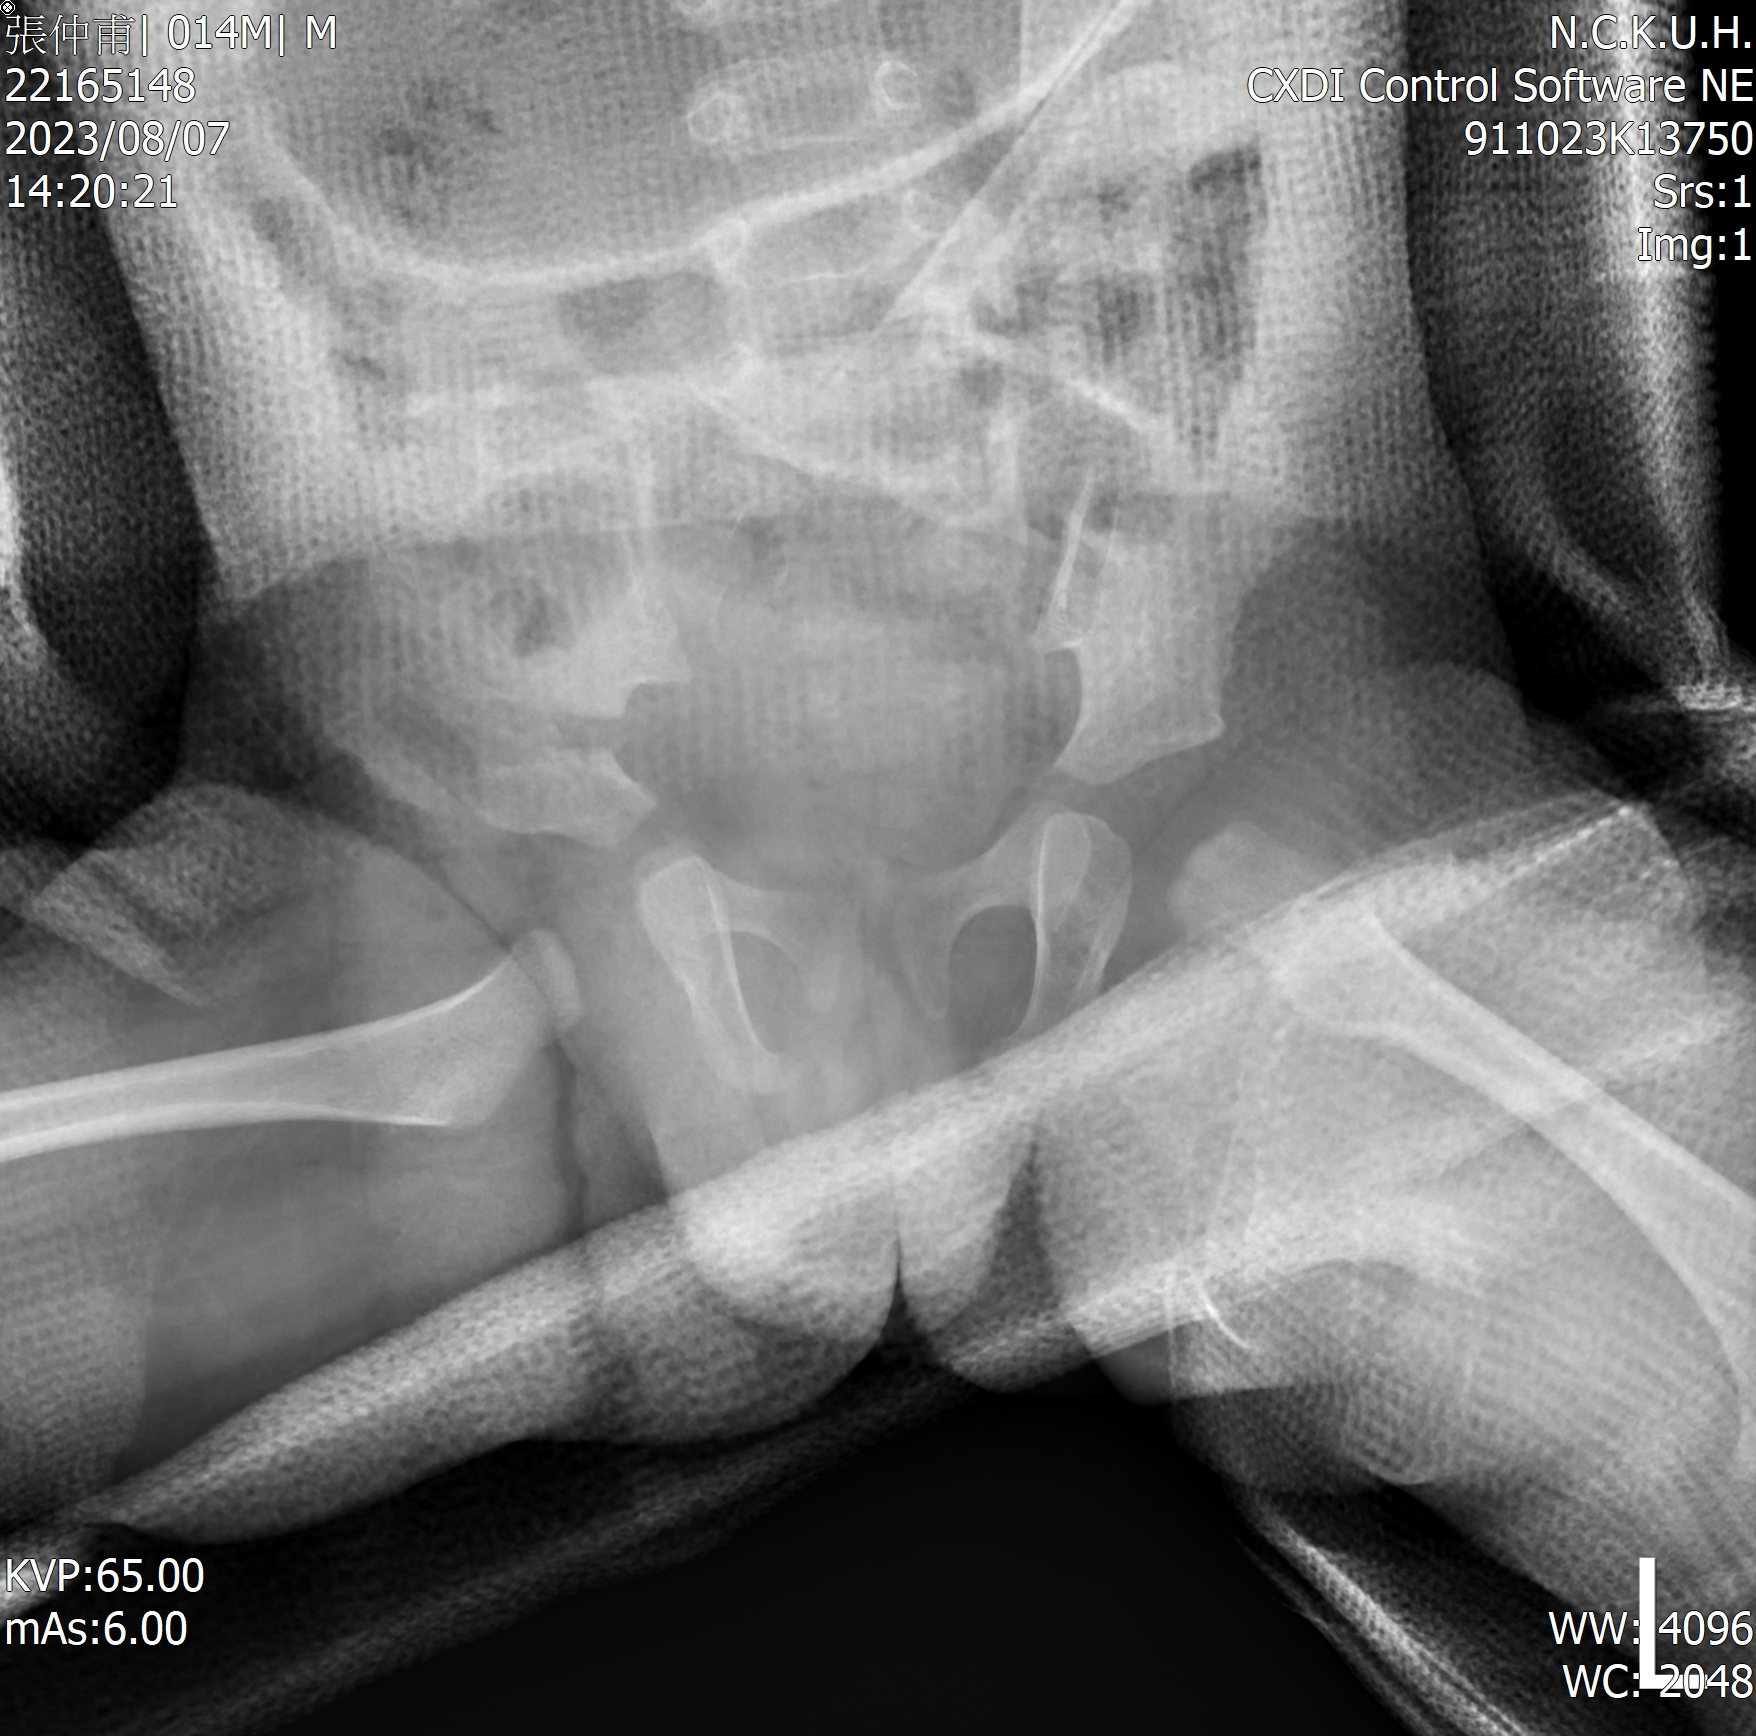 張仲甫| 014M| M
22165148
2023/08/07
14:20:21
N.C.K.U.H.
CXDI Control Software NE
911023K13750
Srs:1
Img:1
KVP:65.00
mAs:6.00
L
WW: 4096
WC: 2048